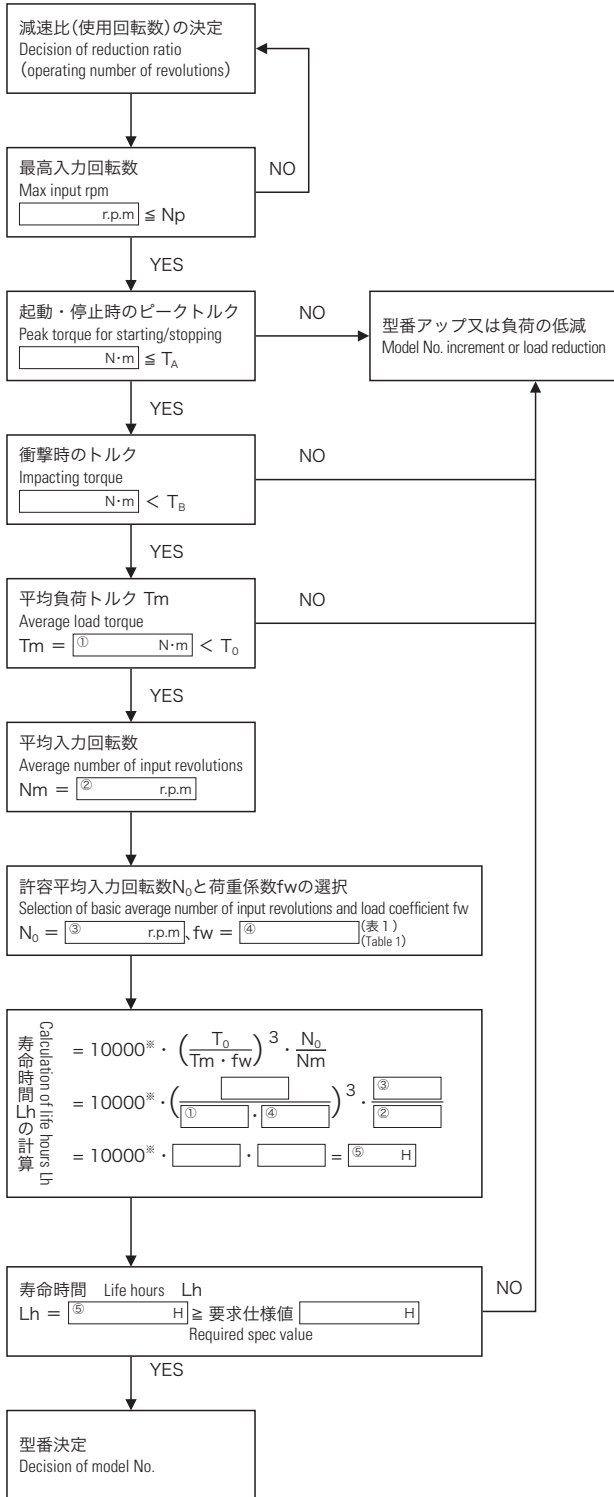 減速比(使用回転数)の決定
Decision of reduction ratio
(operating number of revolutions)
最高入力回転数
Max input rpm
r.p.m ≦ Np
NO
YES
起動・停止時のピークトルク
Peak torque for starting/stopping
N･m ≦ TA
NO
型番アップ又は負荷の低減
Model No. increment or load reduction
YES
衝撃時のトルク
Impacting torque
N･m < TB
NO
YES
平均負荷トルク Tm
Average load torque
Tm = ① N･m < T0
NO
YES
平均入力回転数
Average number of input revolutions
Nm = ② r.p.m
許容平均入力回転数N0と荷重係数fwの選択
Selection of basic average number of input revolutions and load coefficient fw
N0 = ③ r.p.m、fw = ④ (表1)
(Table 1)
寿命時間Lhの計算
Calculation of life hours Lh
= 10000※ · (T0 / Tm · fw)3 · N0 / Nm
= 10000※ · ( / ① · ④)3 · ③ / ②
= 10000※ · · = ⑤ H
寿命時間 Life hours Lh
Lh = ⑤ H ≧ 要求仕様値 H
Required spec value
NO
YES
型番決定
Decision of model No.